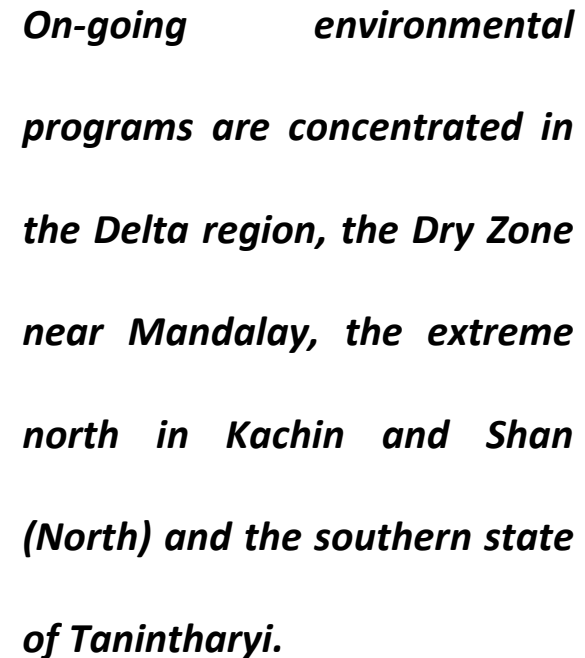 On-going environmental
programs are concentrated in
the Delta region, the Dry Zone
near Mandalay, the extreme
north in Kachin and Shan
(North) and the southern state
of Tanintharyi.